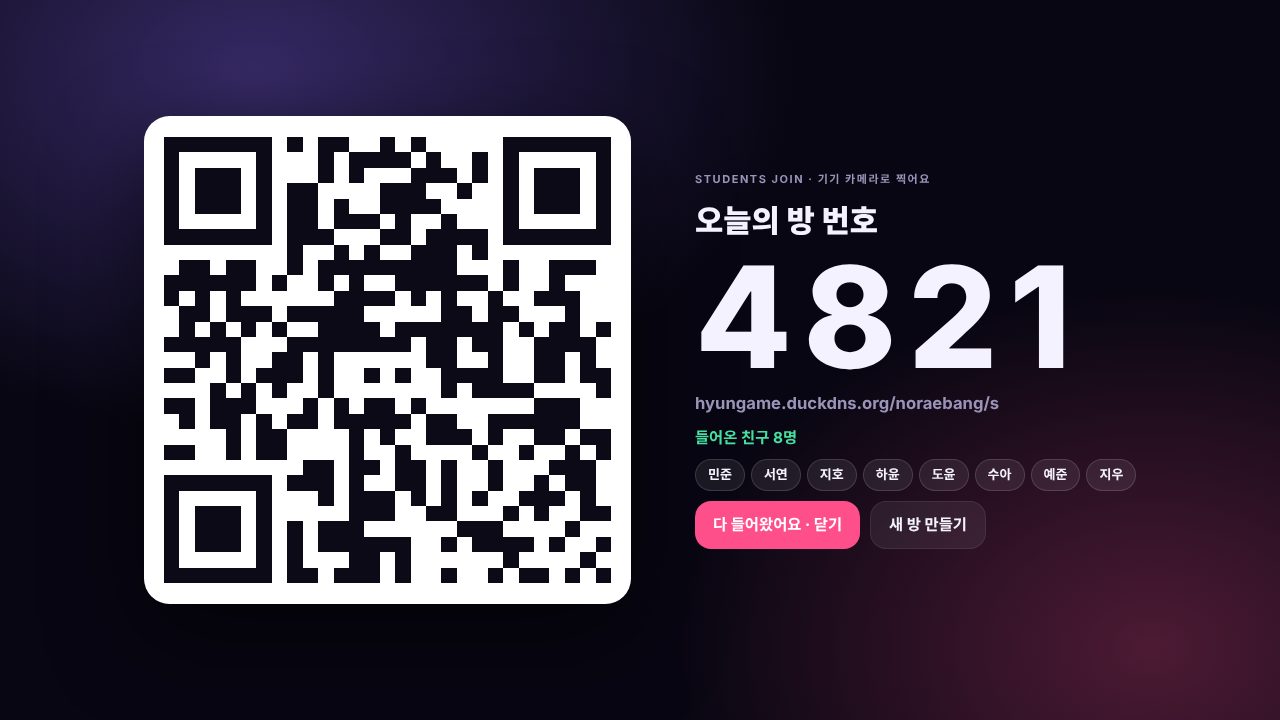 STUDENTS JOIN · 기기 카메라로 찍어요
오늘의 방 번호
4821
hyungame.duckdns.org/noraebang/s
들어온 친구 8명
민준 서연 지호 하윤 도윤 수아 예준 지우
다 들어왔어요 · 닫기 새 방 만들기